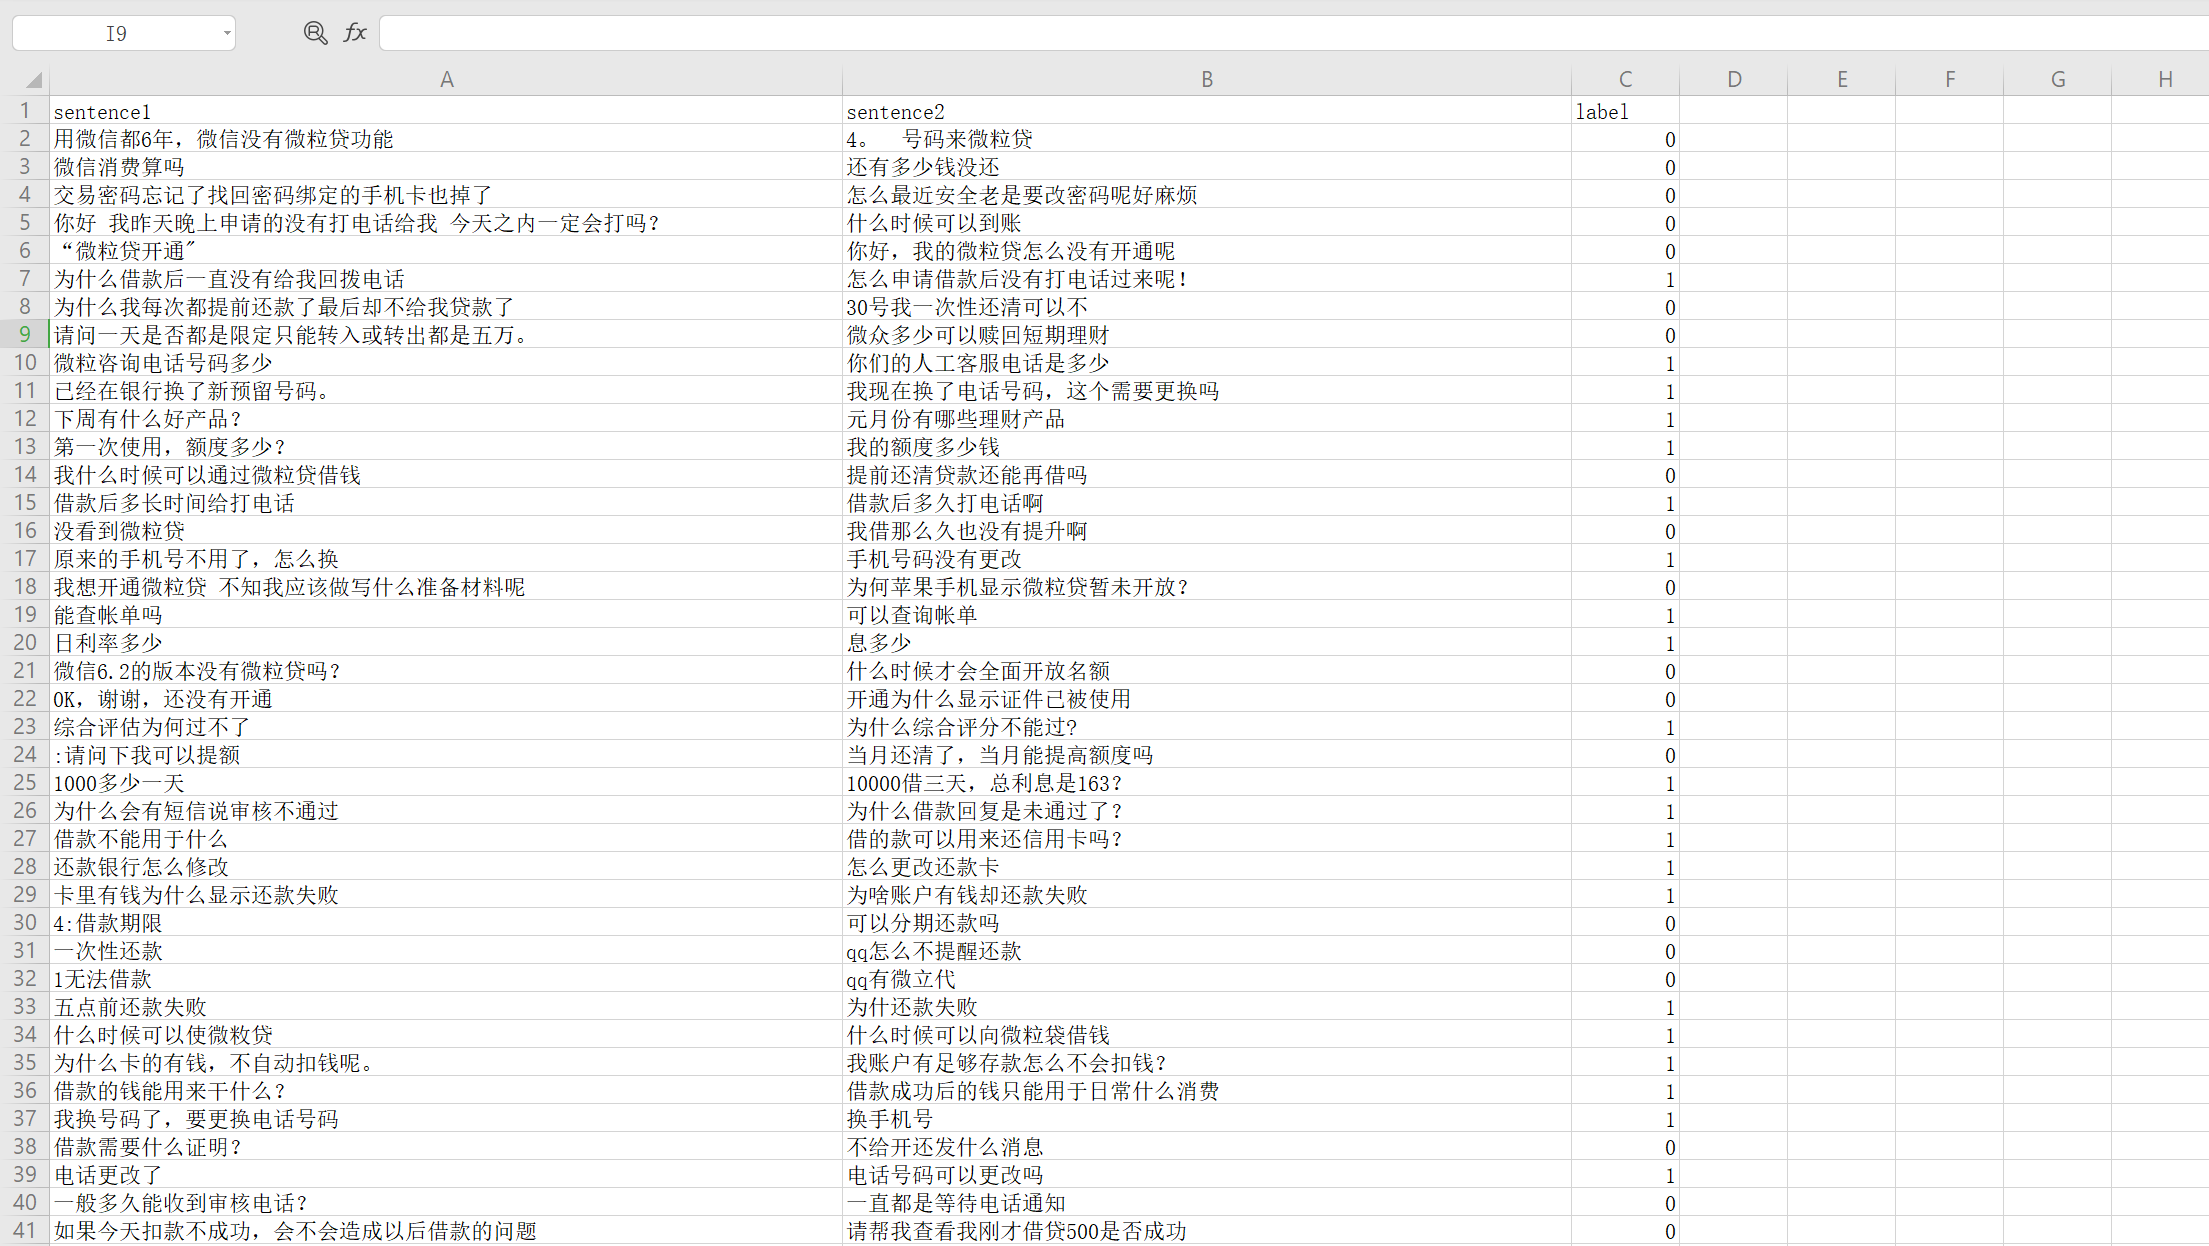 I9 fx
A B C D E F G H
1 sentence1 sentence2 label
2 用微信都6年，微信没有微粒贷功能 4。 号码来微粒贷 0
3 微信消费算吗 还有多少钱没还 0
4 交易密码忘记了找回密码绑定的手机卡也掉了 怎么最近安全老是要改密码呢好麻烦 0
5 你好 我昨天晚上申请的没有打电话给我 今天之内一定会打吗？ 什么时候可以到账 0
6 “微粒贷开通" 你好，我的微粒贷怎么没有开通呢 0
7 为什么借款后一直没有给我回拨电话 怎么申请借款后没有打电话过来呢！ 1
8 为什么我每次都提前还款了最后却不给我贷款了 30号我一次性还清可以不 0
9 请问一天是否都是限定只能转入或转出都是五万。 微众多少可以赎回短期理财 0
10 微粒咨询电话号码多少 你们的人工客服电话是多少 1
11 已经在银行换了新预留号码。 我现在换了电话号码，这个需要更换吗 1
12 下周有什么好产品？ 元月份有哪些理财产品 1
13 第一次使用，额度多少？ 我的额度多少钱 1
14 我什么时候可以通过微粒贷借钱 提前还清贷款还能再借吗 0
15 借款后多长时间给打电话 借款后多久打电话啊 1
16 没看到微粒贷 我借那么久也没有提升啊 0
17 原来的手机号不用了，怎么换 手机号码没有更改 1
18 我想开通微粒贷 不知我应该做写什么准备材料呢 为何苹果手机显示微粒贷暂未开放？ 0
19 能查帐单吗 可以查询帐单 1
20 日利率多少 息多少 1
21 微信6.2的版本没有微粒贷吗？ 什么时候才会全面开放名额 0
22 OK，谢谢，还没有开通 开通为什么显示证件已被使用 0
23 综合评估为何过不了 为什么综合评分不能过? 1
24 :请问下我可以提额 当月还清了，当月能提高额度吗 0
25 1000多少一天 10000借三天，总利息是163？ 1
26 为什么会有短信说审核不通过 为什么借款回复是未通过了？ 1
27 借款不能用于什么 借的款可以用来还信用卡吗？ 1
28 还款银行怎么修改 怎么更改还款卡 1
29 卡里有钱为什么显示还款失败 为啥账户有钱却还款失败 1
30 4:借款期限 可以分期还款吗 0
31 一次性还款 qq怎么不提醒还款 0
32 1无法借款 qq有微立代 0
33 五点前还款失败 为什还款失败 1
34 什么时候可以使微敉贷 什么时候可以向微粒袋借钱 1
35 为什么卡的有钱，不自动扣钱呢。 我账户有足够存款怎么不会扣钱？ 1
36 借款的钱能用来干什么？ 借款成功后的钱只能用于日常什么消费 1
37 我换号码了，要更换电话号码 换手机号 1
38 借款需要什么证明？ 不给开还发什么消息 0
39 电话更改了 电话号码可以更改吗 1
40 一般多久能收到审核电话？ 一直都是等待电话通知 0
41 如果今天扣款不成功，会不会造成以后借款的问题 请帮我查看我刚才借贷500是否成功 0